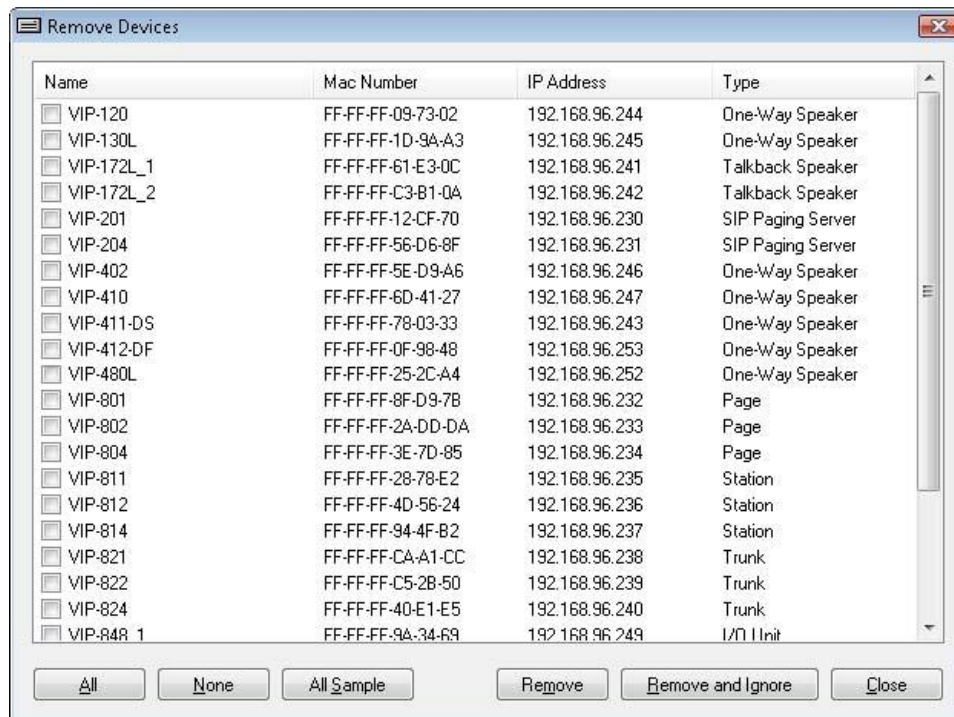 Remove Devices
Name Mac Number IP Address Type
VIP-120 FF-FF-FF-09-73-02 192.168.96.244 One-Way Speaker
VIP-130L FF-FF-FF-1D-9A-A3 192.168.96.245 One-Way Speaker
VIP-172L_1 FF-FF-FF-61-E3-0C 192.168.96.241 Talkback Speaker
VIP-172L_2 FF-FF-FF-C3-B1-0A 192.168.96.242 Talkback Speaker
VIP-201 FF-FF-FF-12-CF-70 192.168.96.230 SIP Paging Server
VIP-204 FF-FF-FF-56-D6-8F 192.168.96.231 SIP Paging Server
VIP-402 FF-FF-FF-5E-D9-A6 192.168.96.246 One-Way Speaker
VIP-410 FF-FF-FF-6D-41-27 192.168.96.247 One-Way Speaker
VIP-411-DS FF-FF-FF-78-03-33 192.168.96.243 One-Way Speaker
VIP-412-DF FF-FF-FF-0F-98-48 192.168.96.253 One-Way Speaker
VIP-480L FF-FF-FF-25-2C-A4 192.168.96.252 One-Way Speaker
VIP-801 FF-FF-FF-8F-D9-7B 192.168.96.232 Page
VIP-802 FF-FF-FF-2A-DD-DA 192.168.96.233 Page
VIP-804 FF-FF-FF-3E-7D-85 192.168.96.234 Page
VIP-811 FF-FF-FF-28-78-E2 192.168.96.235 Station
VIP-812 FF-FF-FF-4D-56-24 192.168.96.236 Station
VIP-814 FF-FF-FF-94-4F-B2 192.168.96.237 Station
VIP-821 FF-FF-FF-CA-A1-CC 192.168.96.238 Trunk
VIP-822 FF-FF-FF-C5-2B-50 192.168.96.239 Trunk
VIP-824 FF-FF-FF-40-E1-E5 192.168.96.240 Trunk
VIP-848_1 FF-FF-FF-9A-34-69 192.168.96.249 I/O Unit
All None All Sample Remove Remove and Ignore Close